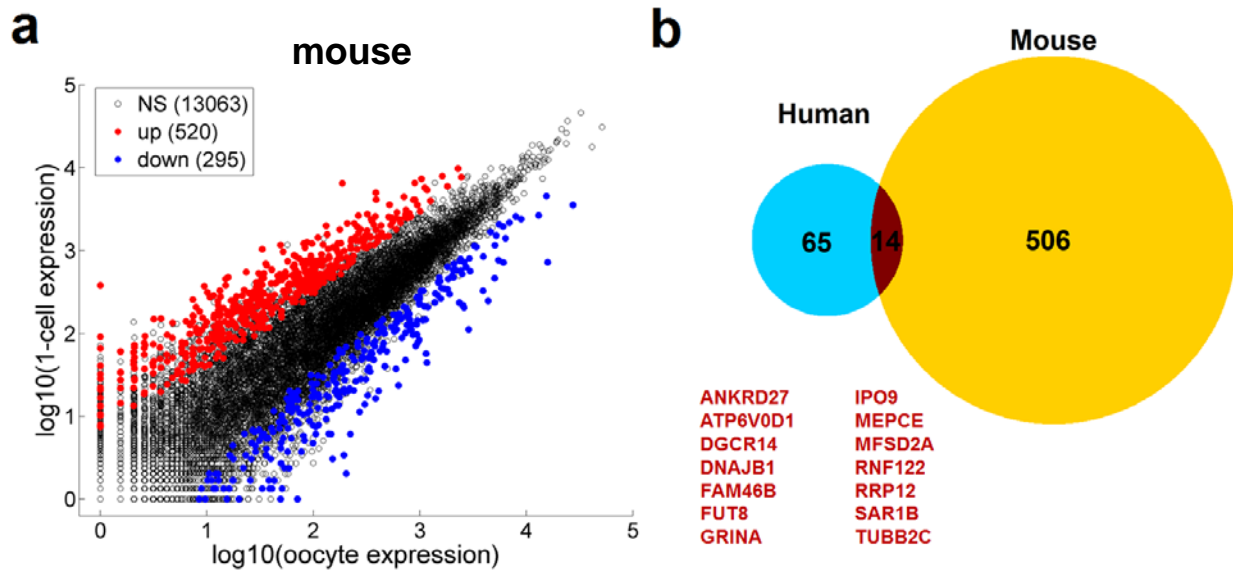 a
mouse
NS (13063)
up (520)
down (295)
5
4
3
2
1
0
log10(1-cell expression)
0
1
2
3
4
5
log10(oocyte expression)
b
Mouse
Human
65
14
506
ANKRD27
ATP6V0D1
DGCR14
DNAJB1
FAM46B
FUT8
GRINA
IPO9
MEPCE
MFSD2A
RNF122
RRP12
SAR1B
TUBB2C